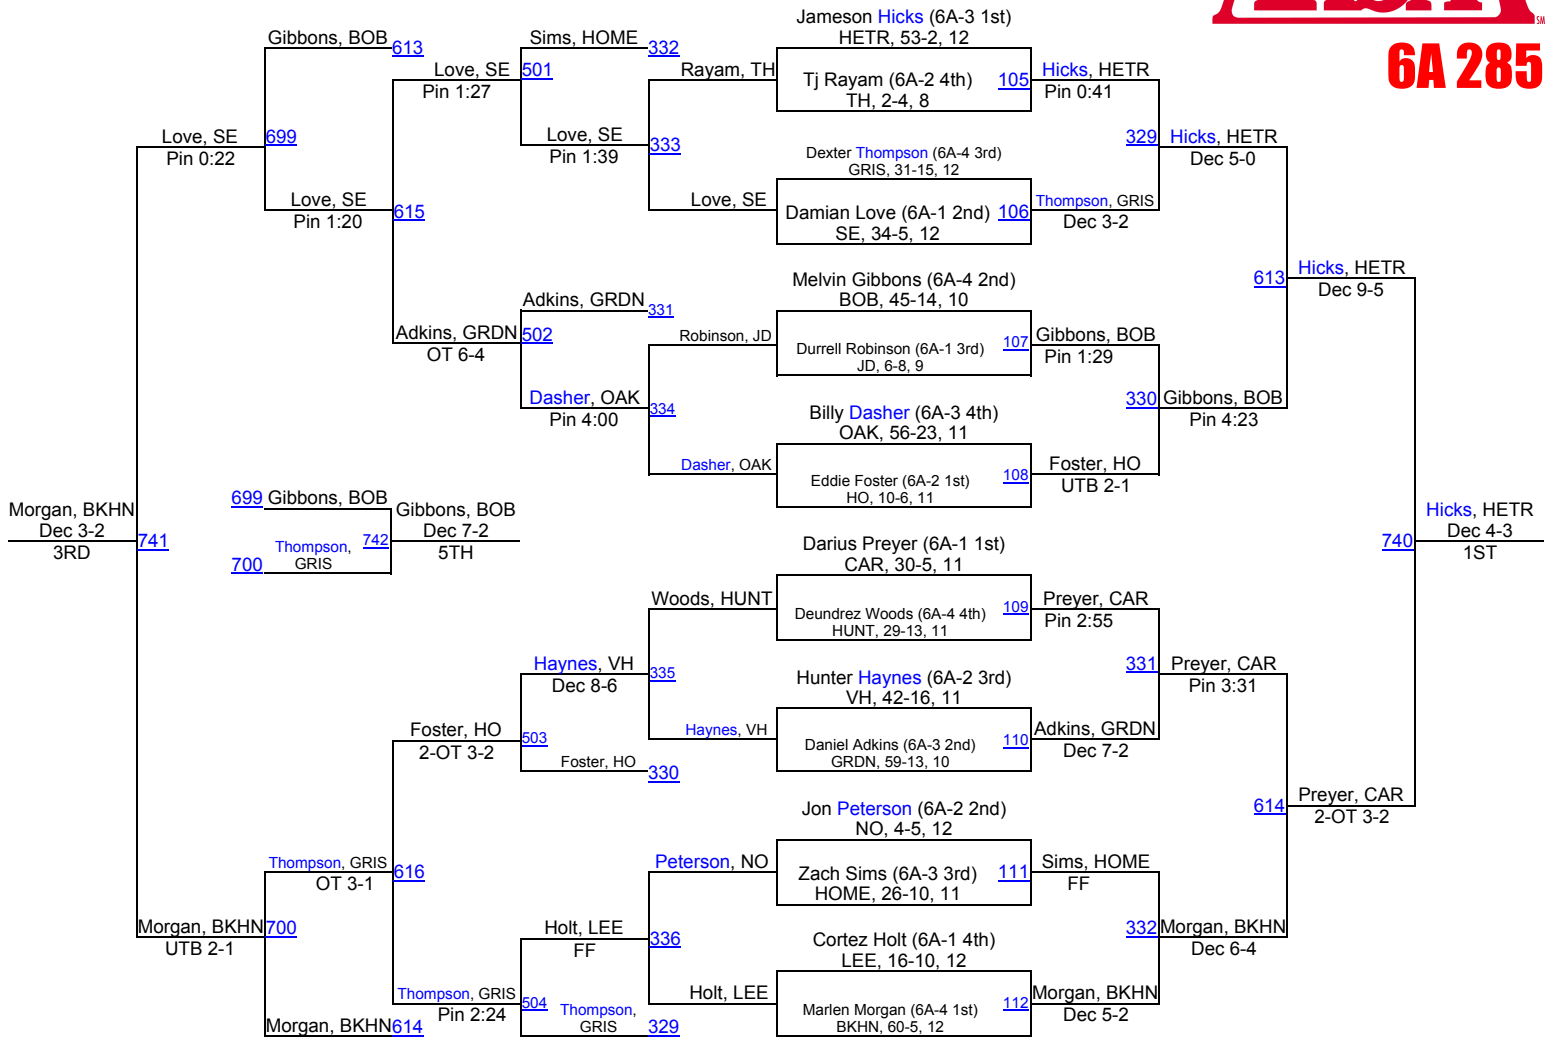 SM
6A 285
Jameson Hicks (6A-3 1st)
HETR, 53-2, 12
Tj Rayam (6A-2 4th)
TH, 2-4, 8
105
Dexter Thompson (6A-4 3rd)
GRIS, 31-15, 12
Damian Love (6A-1 2nd)
SE, 34-5, 12
106
Melvin Gibbons (6A-4 2nd)
BOB, 45-14, 10
Durrell Robinson (6A-1 3rd)
JD, 6-8, 9
107
Billy Dasher (6A-3 4th)
OAK, 56-23, 11
Eddie Foster (6A-2 1st)
HO, 10-6, 11
108
Darius Preyer (6A-1 1st)
CAR, 30-5, 11
Deundrez Woods (6A-4 4th)
HUNT, 29-13, 11
109
Hunter Haynes (6A-2 3rd)
VH, 42-16, 11
Daniel Adkins (6A-3 2nd)
GRDN, 59-13, 10
110
Jon Peterson (6A-2 2nd)
NO, 4-5, 12
Zach Sims (6A-3 3rd)
HOME, 26-10, 11
111
Cortez Holt (6A-1 4th)
LEE, 16-10, 12
Marlen Morgan (6A-4 1st)
BKHN, 60-5, 12
112
Hicks, HETR
Pin 0:41
Thompson, GRIS
Dec 3-2
Gibbons, BOB
Pin 1:29
Foster, HO
UTB 2-1
Preyer, CAR
Pin 2:55
Adkins, GRDN
Dec 7-2
Sims, HOME
FF
Morgan, BKHN
Dec 5-2
329
Hicks, HETR
Dec 5-0
330
Gibbons, BOB
Pin 4:23
331
Preyer, CAR
Pin 3:31
332
Morgan, BKHN
Dec 6-4
613
Hicks, HETR
Dec 9-5
614
Preyer, CAR
2-OT 3-2
740
Hicks, HETR
Dec 4-3
1ST
Rayam, TH
Love, SE
Robinson, JD
Dasher, OAK
Woods, HUNT
Haynes, VH
Peterson, NO
Holt, LEE
Sims, HOME
332
Love, SE
Pin 1:39
333
Adkins, GRDN
331
Dasher, OAK
Pin 4:00
334
Haynes, VH
Dec 8-6
335
Foster, HO
330
Holt, LEE
FF
336
Thompson,
GRIS
329
Love, SE
Pin 1:27
501
Adkins, GRDN
OT 6-4
502
Foster, HO
2-OT 3-2
503
Thompson, GRIS
Pin 2:24
504
Gibbons, BOB
613
Love, SE
Pin 1:20
615
Thompson, GRIS
OT 3-1
616
Morgan, BKHN
614
Love, SE
Pin 0:22
699
Morgan, BKHN
UTB 2-1
700
Morgan, BKHN
Dec 3-2
3RD
741
699
Gibbons, BOB
700
Thompson,
GRIS
742
Gibbons, BOB
Dec 7-2
5TH